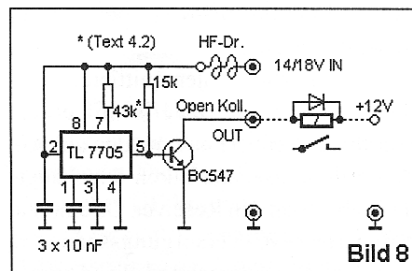 * (Text 4.2)
HF-Dr.
14/18V IN
15k
43k*
Open Koll.
OUT
+12V
8 7
2 TL 7705 5
1 3 4
BC547
3 x 10 nF
Bild 8